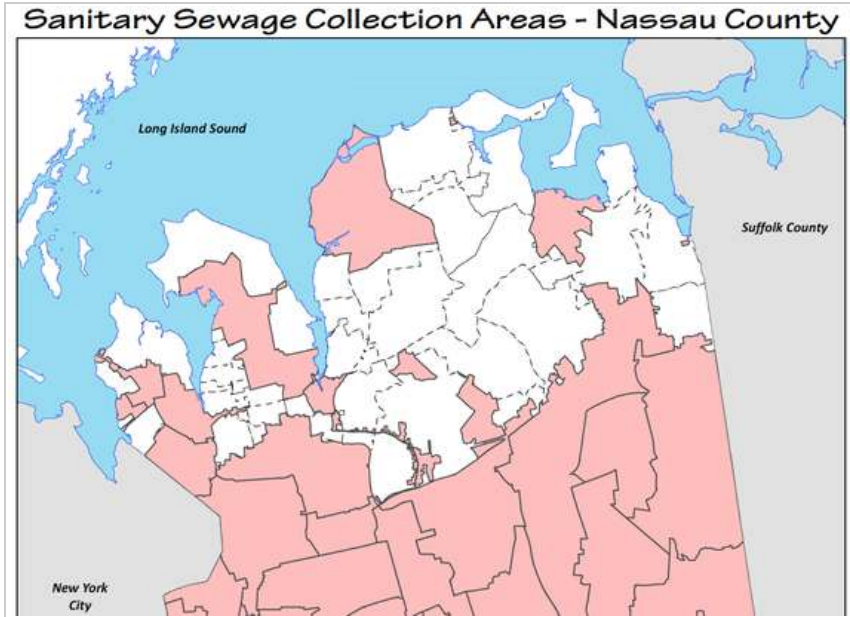 Sanitary Sewage Collection Areas - Nassau County
Long Island Sound
Suffolk County
New York
City